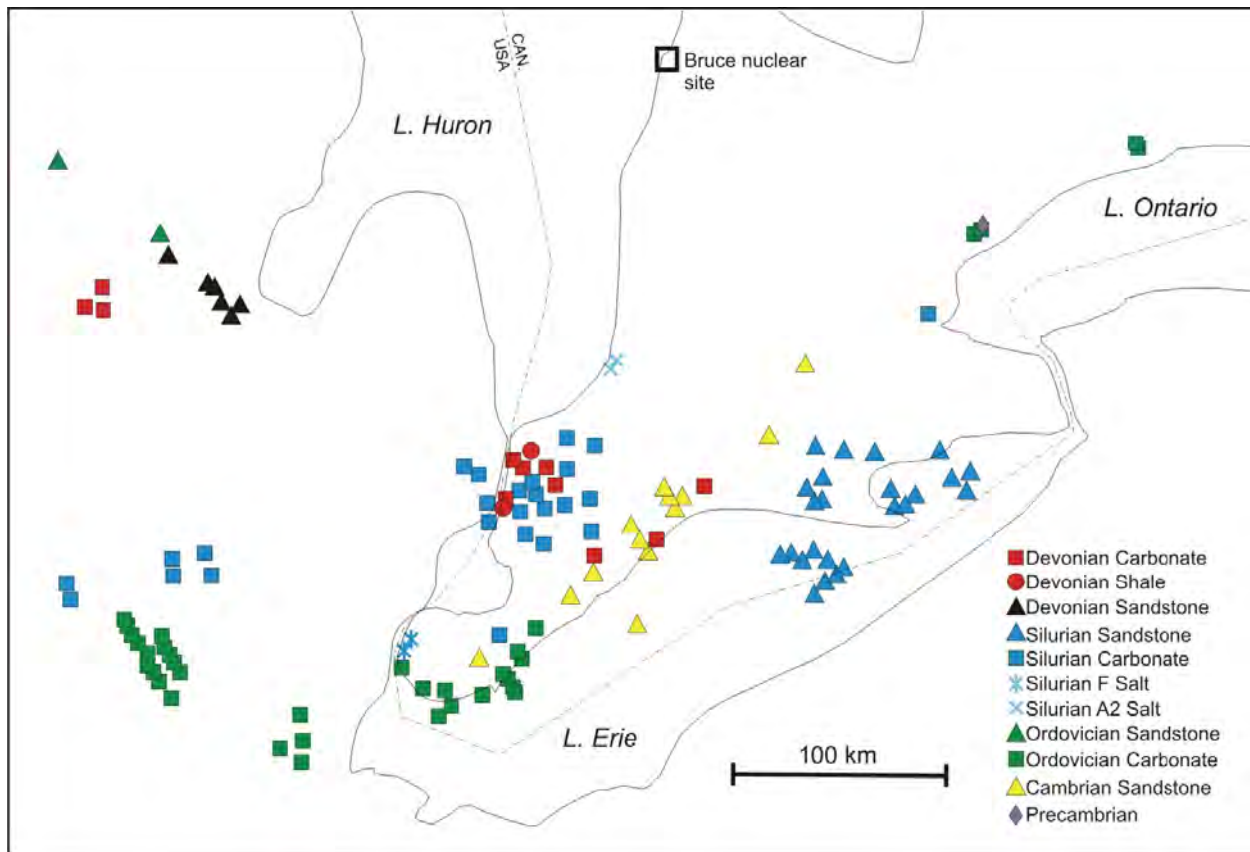 CAN.
USA
Bruce nuclear
site
L. Huron
L. Ontario
Devonian Carbonate
Devonian Shale
Devonian Sandstone
Silurian Sandstone
Silurian Carbonate
Silurian F Salt
Silurian A2 Salt
Ordovician Sandstone
Ordovician Carbonate
Cambrian Sandstone
Precambrian
L. Erie
100 km